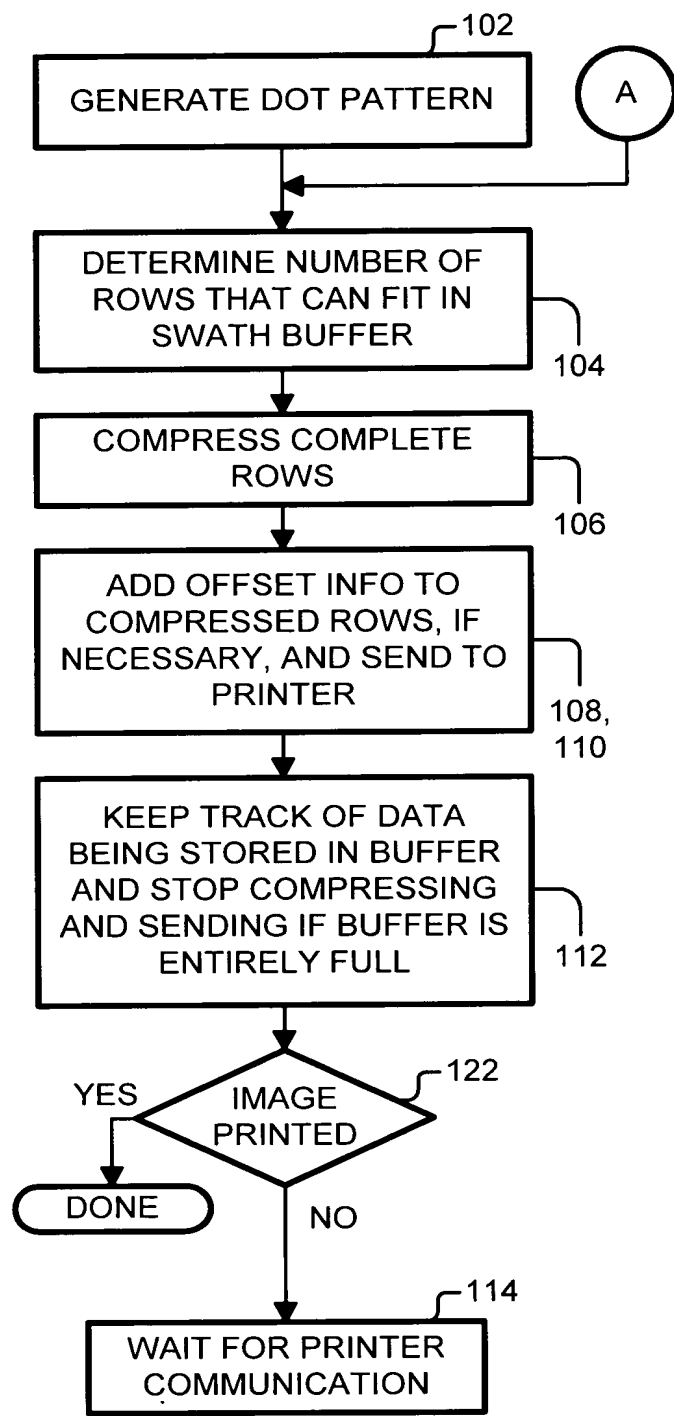 102
GENERATE DOT PATTERN
A
DETERMINE NUMBER OF
ROWS THAT CAN FIT IN
SWATH BUFFER
104
COMPRESS COMPLETE
ROWS
106
ADD OFFSET INFO TO
COMPRESSED ROWS, IF
NECESSARY, AND SEND TO
PRINTER
108,
110
KEEP TRACK OF DATA
BEING STORED IN BUFFER
AND STOP COMPRESSING
AND SENDING IF BUFFER IS
ENTIRELY FULL
112
122
YES
IMAGE
PRINTED
DONE
NO
114
WAIT FOR PRINTER
COMMUNICATION